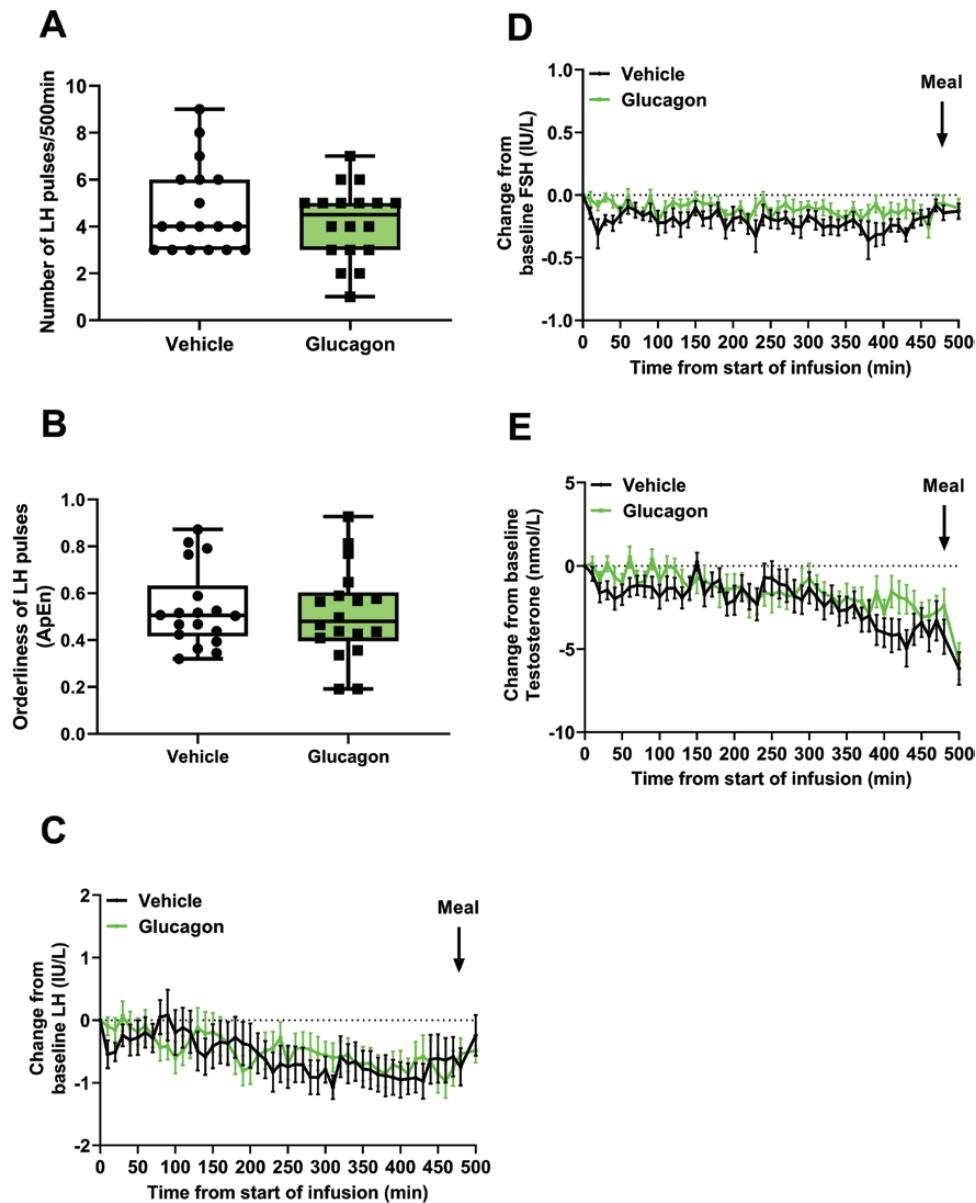 A
Number of LH pulses/500min
10
8
6
4
2
0
Vehicle
Glucagon
B
Orderliness of LH pulses
(ApEn)
1.0
0.8
0.6
0.4
0.2
0.0
Vehicle
Glucagon
C
Vehicle
Glucagon
Meal
Change from
baseline LH (IU/L)
2
1
0
-1
-2
0 50 100 150 200 250 300 350 400 450 500
Time from start of infusion (min)
D
Vehicle
Glucagon
Meal
Change from
baseline FSH (IU/L)
1.0
0.5
0.0
-0.5
-1.0
0 50 100 150 200 250 300 350 400 450 500
Time from start of infusion (min)
E
Vehicle
Glucagon
Meal
Change from baseline
Testosterone (nmol/L)
5
0
-5
-10
0 50 100 150 200 250 300 350 400 450 500
Time from start of infusion (min)